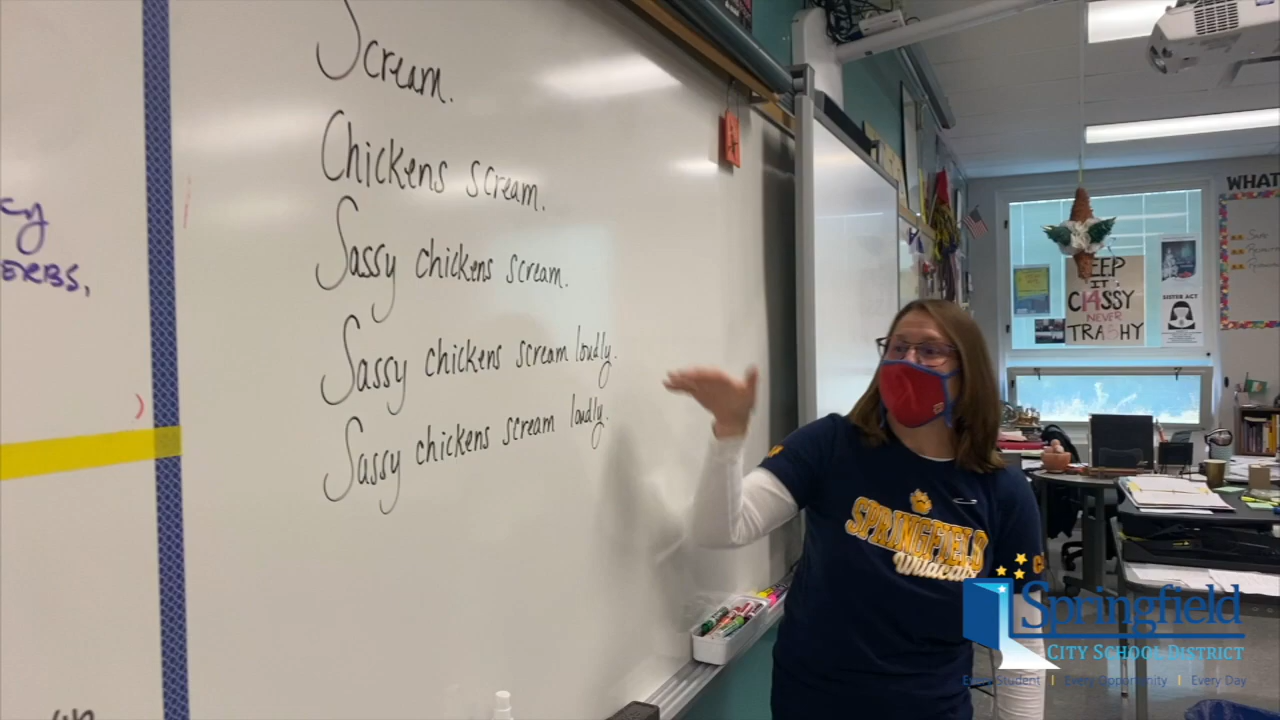 Scream.
Chickens scream.
Sassy chickens scream.
Sassy chickens scream loudly.
Sassy chickens scream loudly.
ERBS,
WHAT
KEEP
IT
CLASSY
NEVER
TRASHY
SISTER ACT
SPRINGFIELD
Wildcats
Springfield
CITY SCHOOL DISTRICT
Every Student | Every Opportunity | Every Day